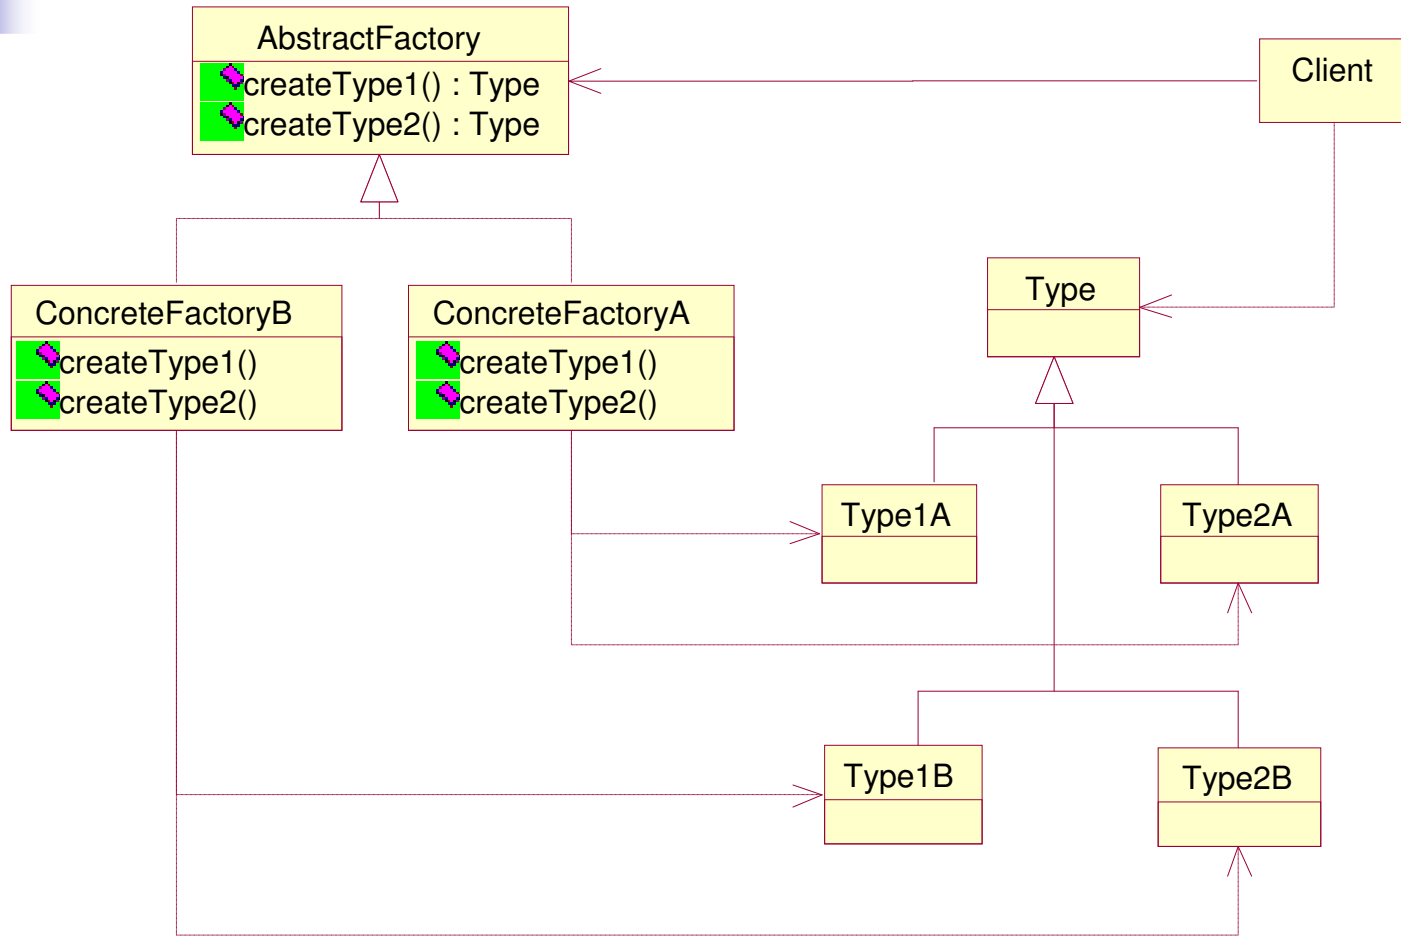 AbstractFactory
createType1() : Type
createType2() : Type
Client
ConcreteFactoryB
createType1()
createType2()
ConcreteFactoryA
createType1()
createType2()
Type
Type1A
Type2A
Type1B
Type2B